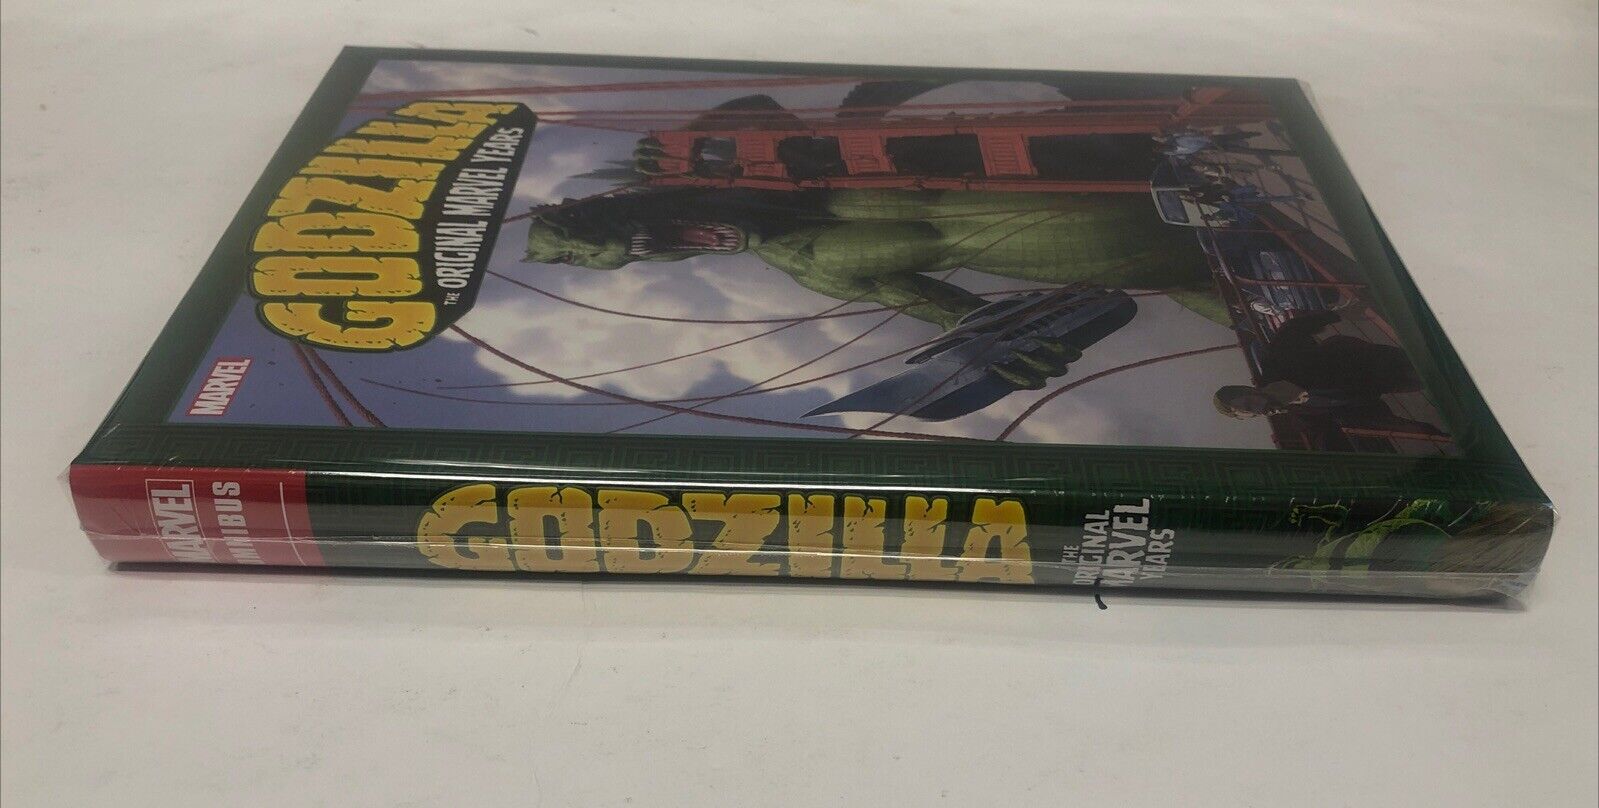 GODZILLA
THE ORIGINAL MARVEL YEARS
MARVEL
MARVEL
OMNIBUS
GODZILLA
THE
ORIGINAL
MARVEL
YEARS